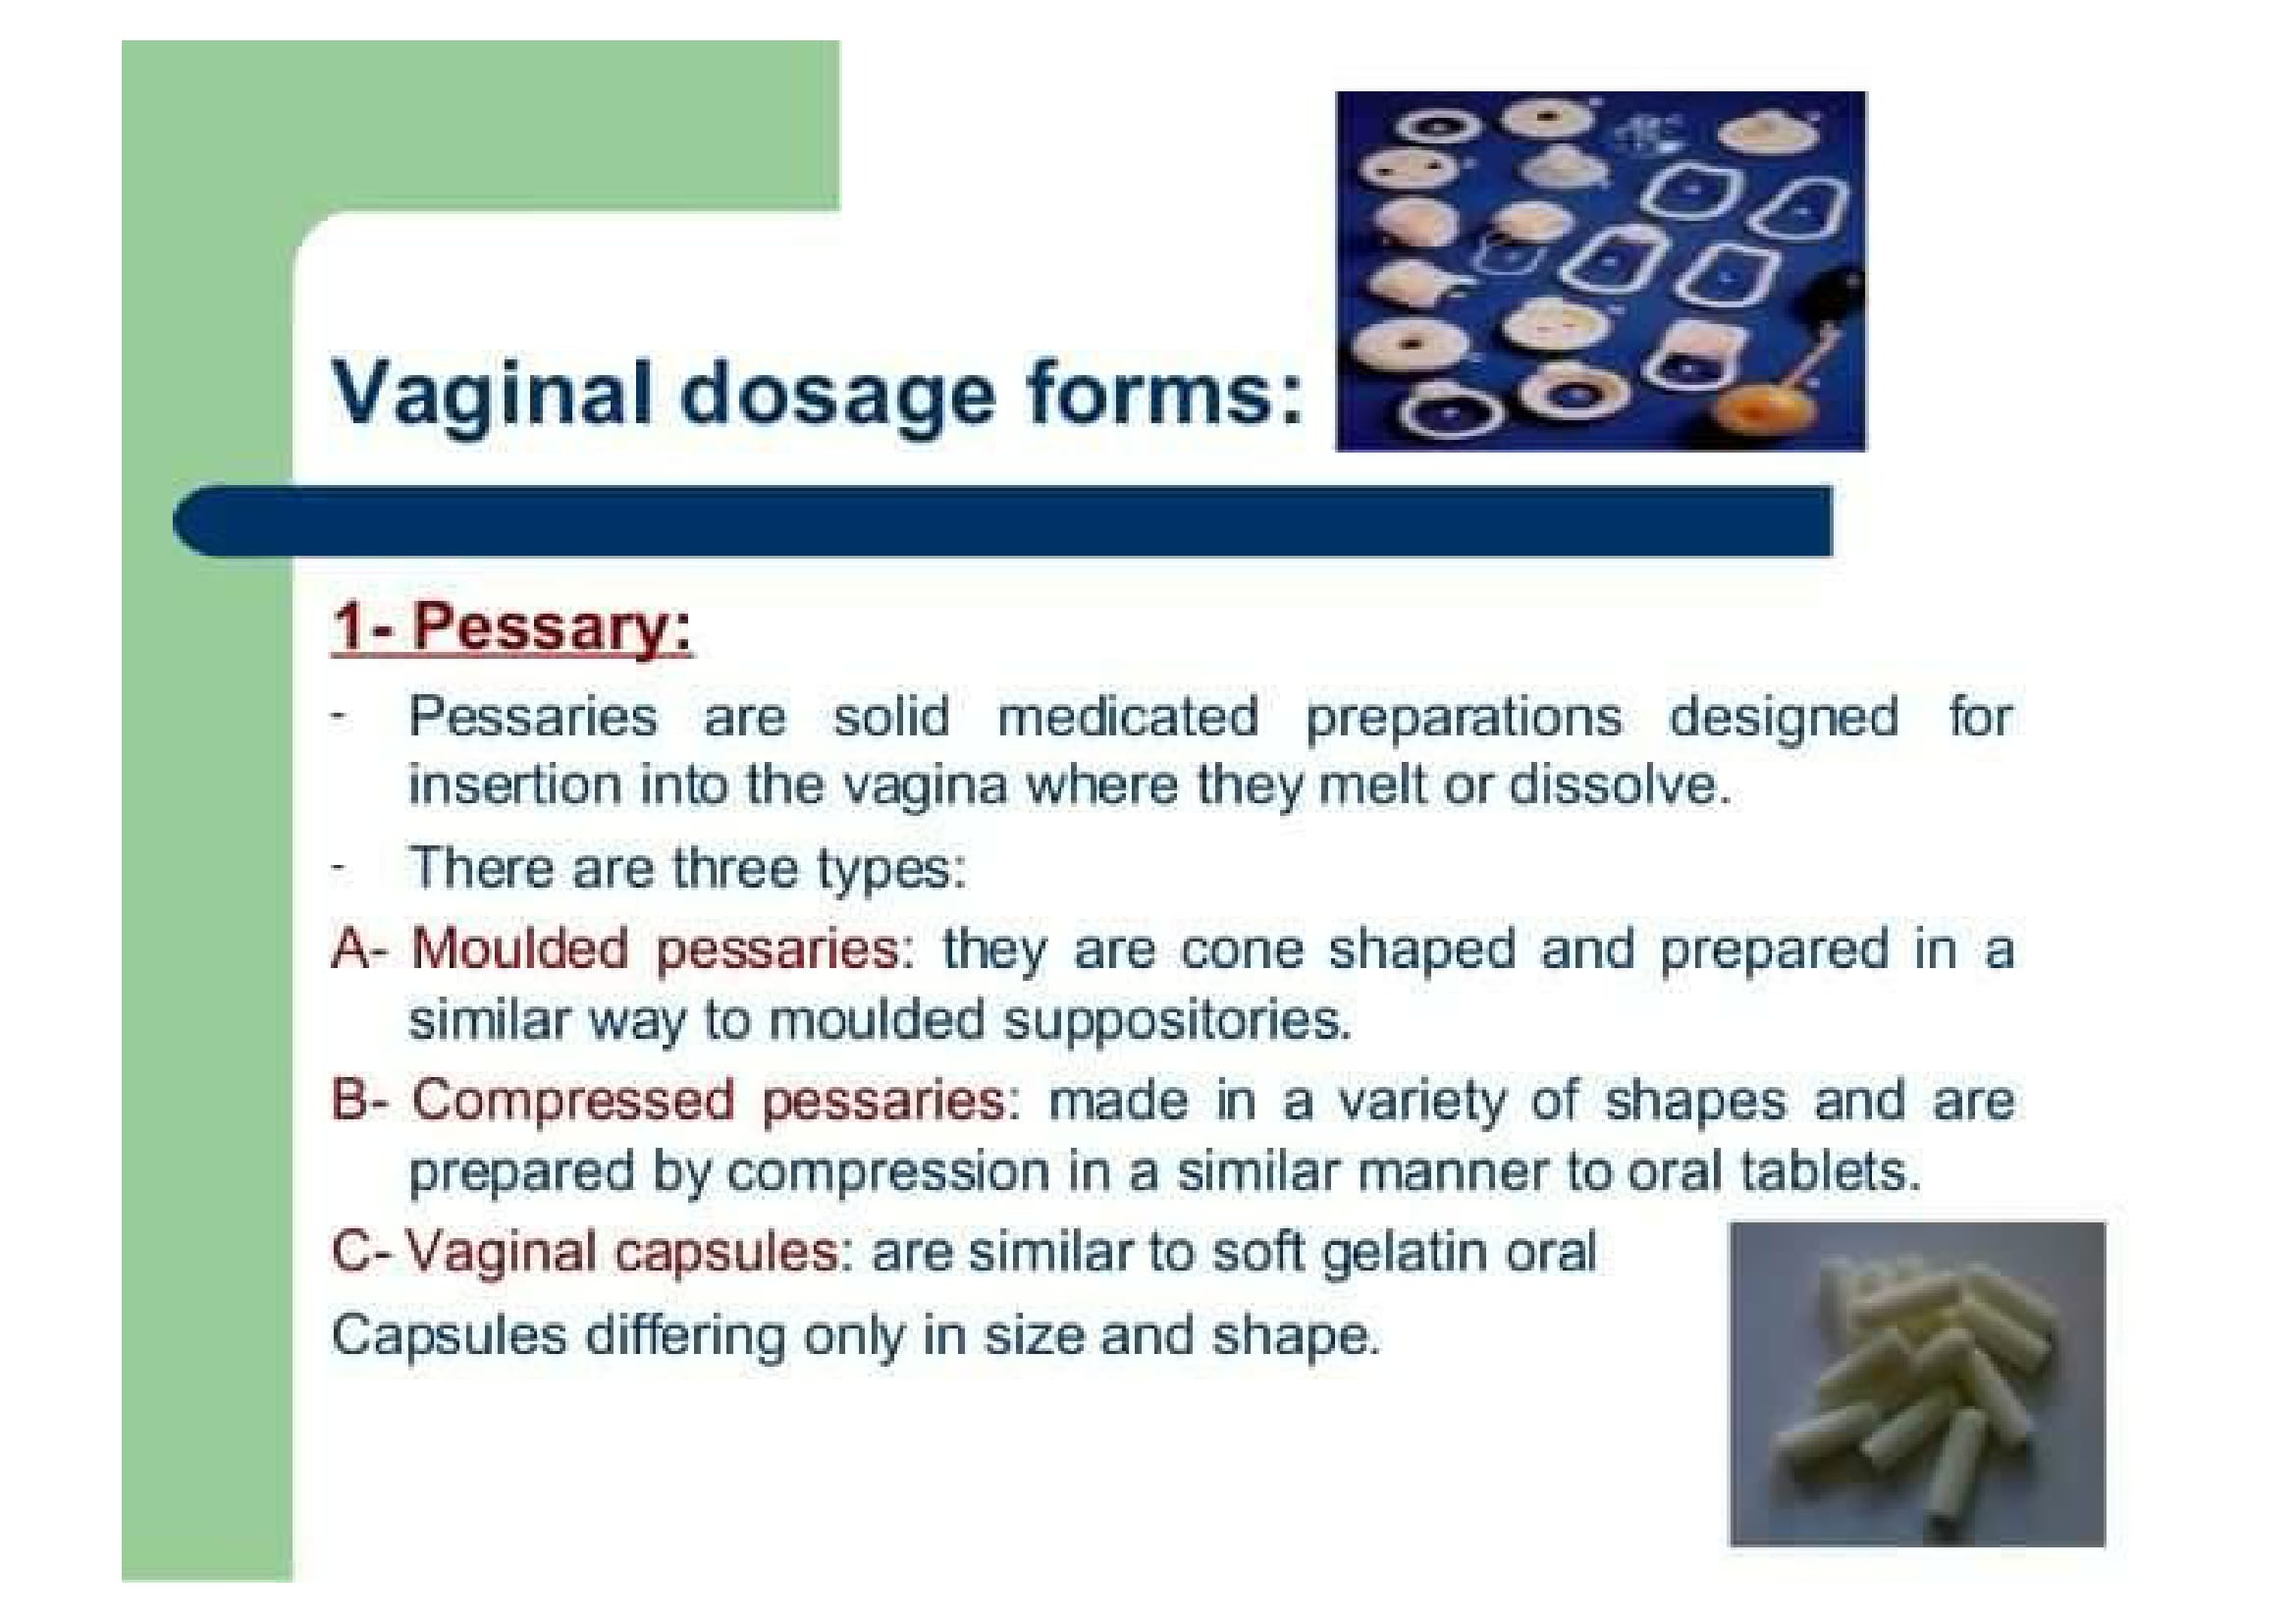 Vaginal dosage forms:
1- Pessary:
- Pessaries are solid medicated preparations designed for
insertion into the vagina where they melt or dissolve.
- There are three types:
A- Moulded pessaries: they are cone shaped and prepared in a
similar way to moulded suppositories.
B- Compressed pessaries: made in a variety of shapes and are
prepared by compression in a similar manner to oral tablets.
C- Vaginal capsules: are similar to soft gelatin oral
Capsules differing only in size and shape.